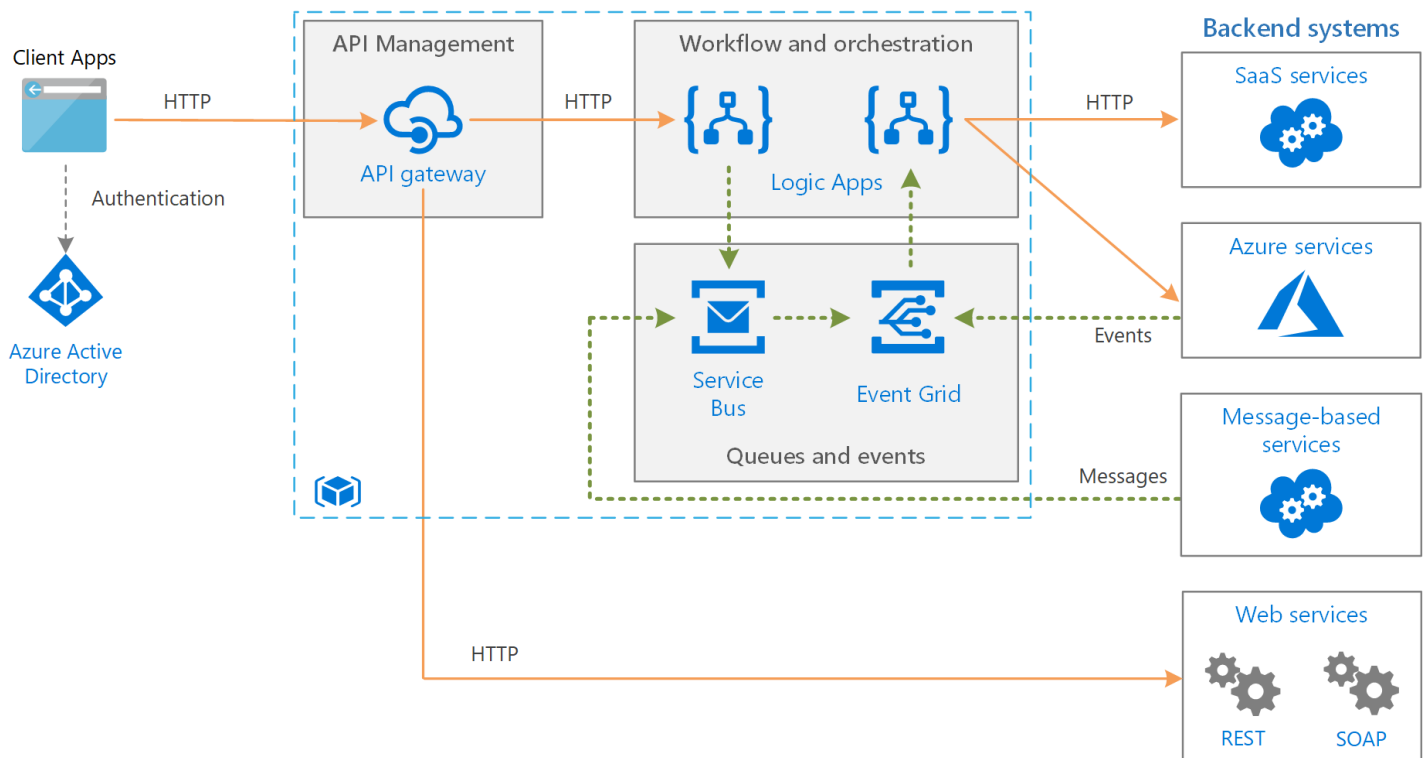 Client Apps
HTTP
Authentication
Azure Active
Directory
API Management
API gateway
HTTP
Workflow and orchestration
Logic Apps
Service
Bus
Event Grid
Queues and events
HTTP
Events
Messages
HTTP
Backend systems
SaaS services
Azure services
Message-based
services
Web services
REST
SOAP